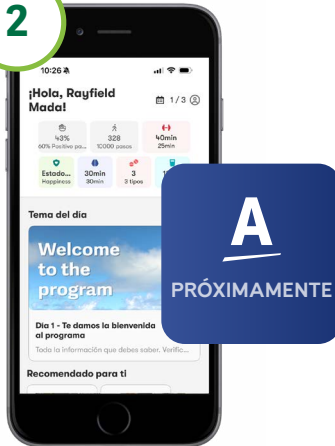 2
10:26
¡Hola, Rayfield
Mada!
1 / 3
43%
60% Positivo pa...
328
10000 pasos
40min
25min
Estado...
Happiness
30min
30min
3
3 tipos
Tema del día
Welcome
to the
program
Día 1 - Te damos la bienvenida
al programa
Toda la información que debes saber. Verific...
Recomendado para ti
A
PRÓXIMAMENTE